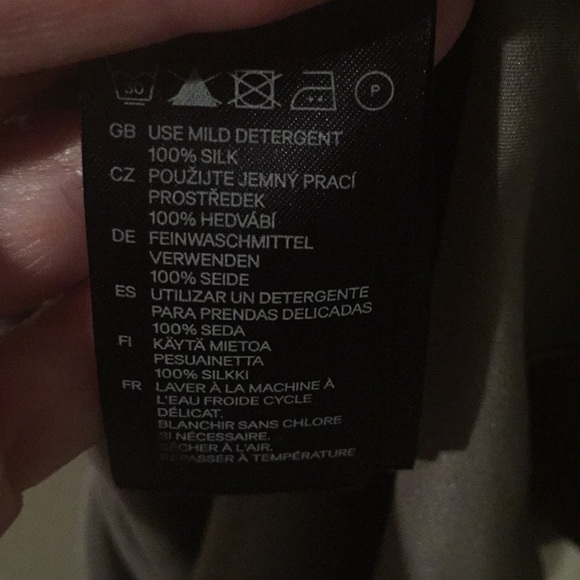 30
P
GB USE MILD DETERGENT
100% SILK
CZ POUŽIJTE JEMNÝ PRACÍ
PROSTŘEDEK
100% HEDVÁBÍ
DE FEINWASCHMITTEL
VERWENDEN
100% SEIDE
ES UTILIZAR UN DETERGENTE
PARA PRENDAS DELICADAS
100% SEDA
FI KÄYTÄ MIETOA
PESUAINETTA
100% SILKKI
FR LAVER À LA MACHINE À
L'EAU FROIDE CYCLE
DÉLICAT.
BLANCHIR SANS CHLORE
SI NÉCESSAIRE.
SÉCHER À L'AIR.
REPASSER À TEMPÉRATURE